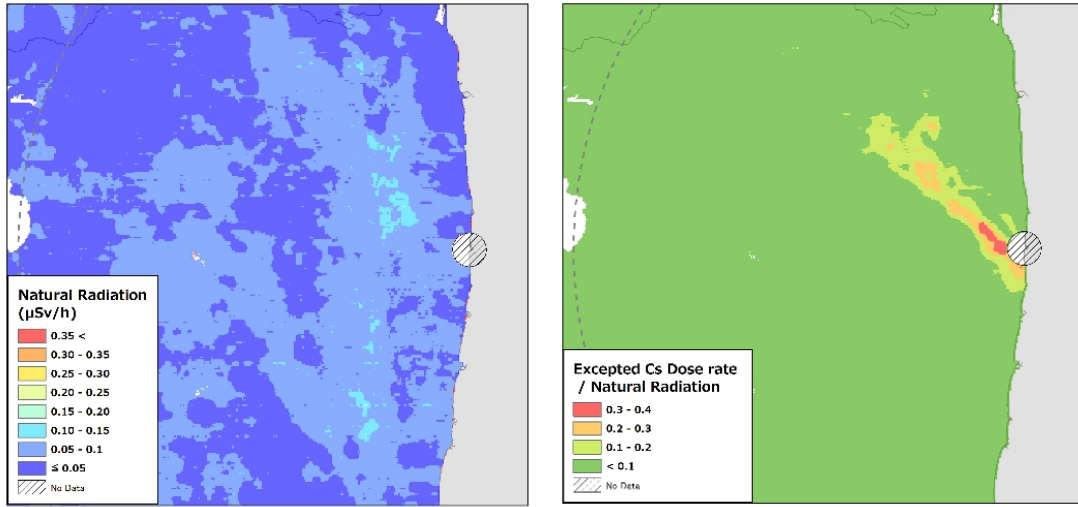 Natural Radiation
(μSv/h)
0.35 <
0.30 - 0.35
0.25 - 0.30
0.20 - 0.25
0.15 - 0.20
0.10 - 0.15
0.05 - 0.1
≦ 0.05
No Data
Excepted Cs Dose rate
/ Natural Radiation
0.3 - 0.4
0.2 - 0.3
0.1 - 0.2
< 0.1
No Data